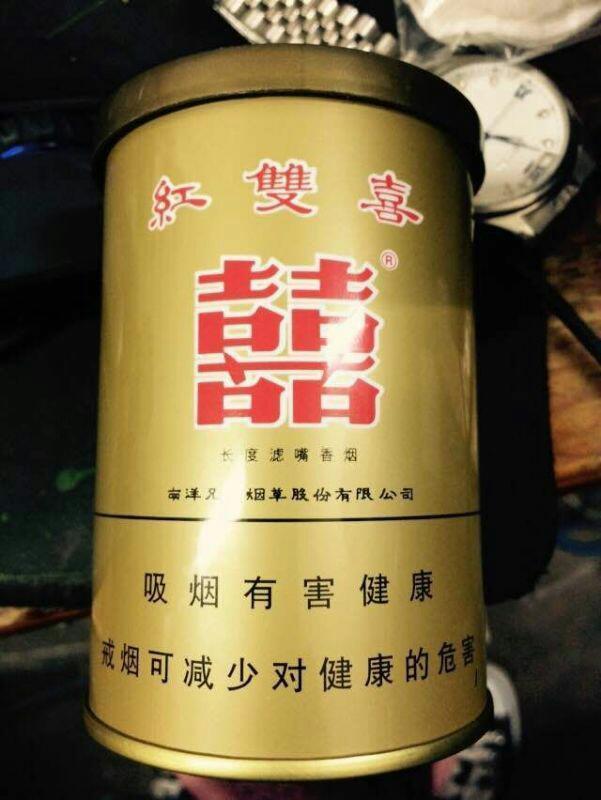 紅雙喜
囍®
长度滤嘴香烟
南洋兄 烟草股份有限公司
吸烟有害健康
戒烟可减少对健康的危害